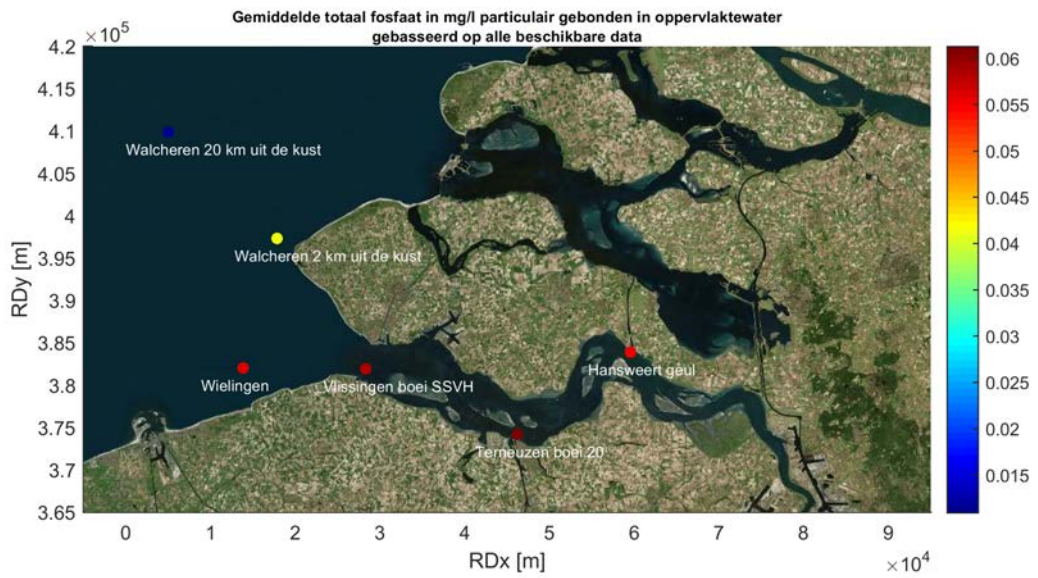 Gemiddelde totaal fosfaat in mg/l particulair gebonden in oppervlaktewater
gebasseerd op alle beschikbare data
×10⁵
4.2
4.15
4.1
4.05
4
3.95
3.9
3.85
3.8
3.75
3.7
3.65
RDy [m]
Walcheren 20 km uit de kust
Walcheren 2 km uit de kust
Wielingen
Vlissingen boei SSVH
Hansweert geul
Terneuzen boei 20
0 1 2 3 4 5 6 7 8 9
RDx [m]
×10⁴
0.06
0.055
0.05
0.045
0.04
0.035
0.03
0.025
0.02
0.015